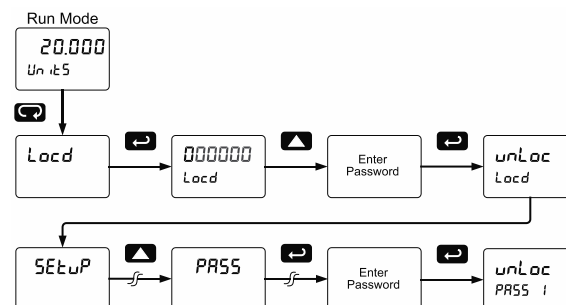 Run Mode
20.000
Units
Locd
000000
Locd
Enter
Password
unLoc
Locd
SEtuP
PASS
Enter
Password
unLoc
PASS 1